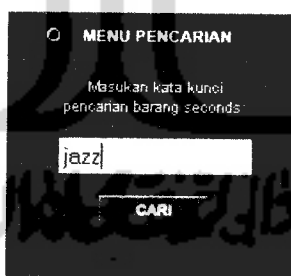 MENU PENCARIAN
Masukan kata kunci
pencarian barang seconds:
jazz
CARI